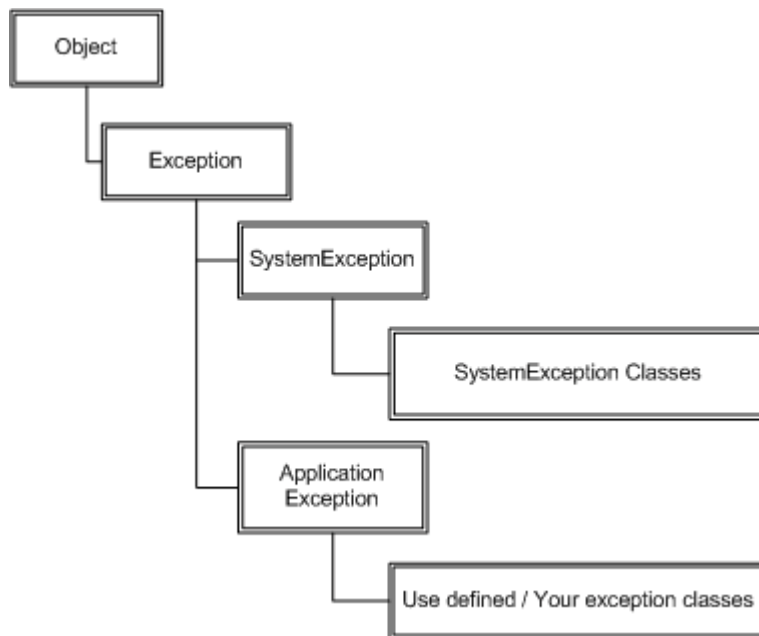 Object
Exception
SystemException
SystemException Classes
Application
Exception
Use defined / Your exception classes